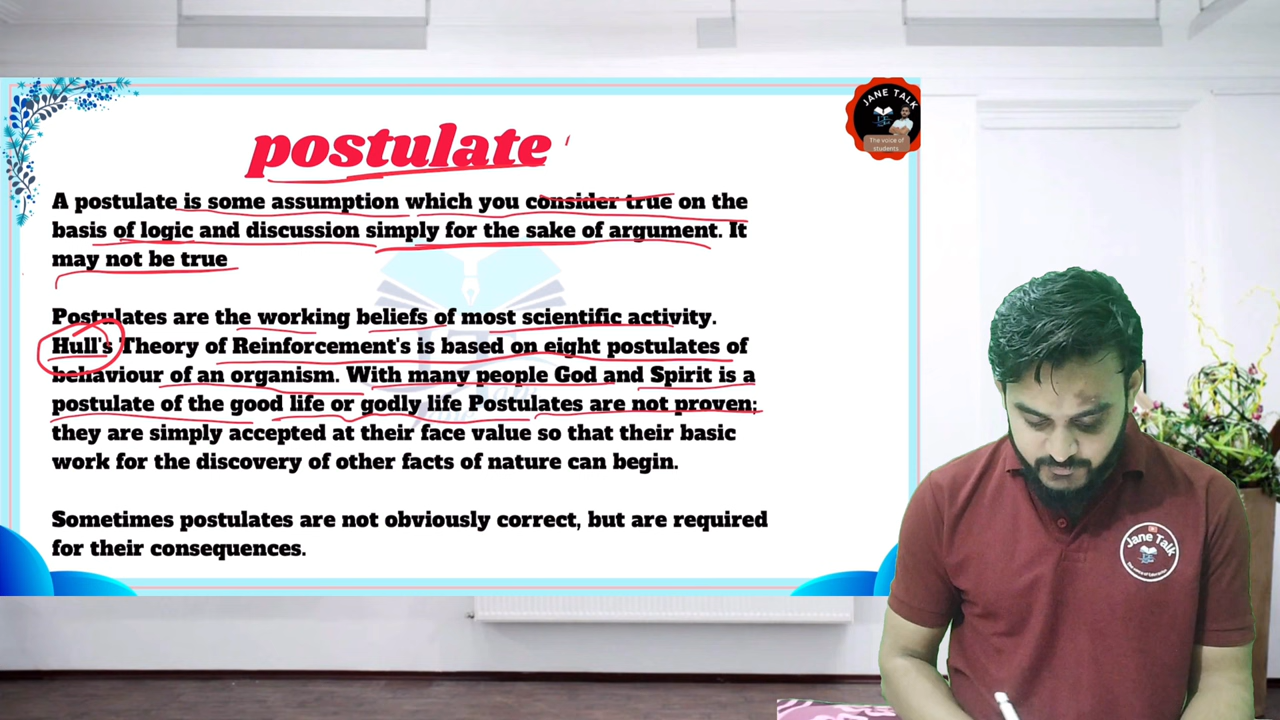 JANE TALK
The voice of
students
postulate
A postulate is some assumption which you consider true on the
basis of logic and discussion simply for the sake of argument. It
may not be true
Postulates are the working beliefs of most scientific activity.
Hull's Theory of Reinforcement's is based on eight postulates of
behaviour of an organism. With many people God and Spirit is a
postulate of the good life or godly life Postulates are not proven;
they are simply accepted at their face value so that their basic
work for the discovery of other facts of nature can begin.
Sometimes postulates are not obviously correct, but are required
for their consequences.
Jane Talk